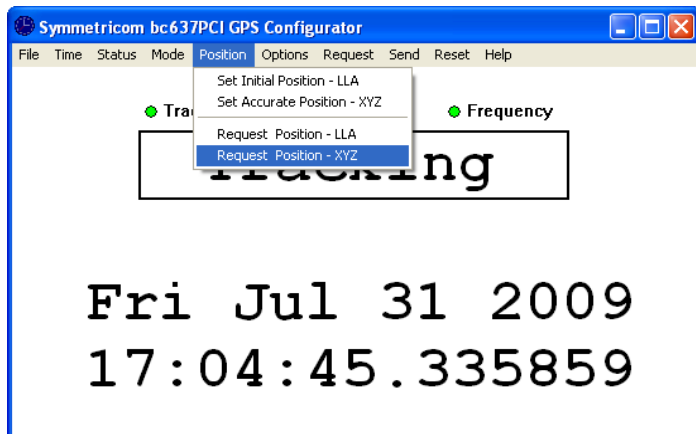 Symmetricom bc637PCI GPS Configurator
File Time Status Mode Position Options Request Send Reset Help
Set Initial Position - LLA
Set Accurate Position - XYZ
Frequency
Request Position - LLA
Request Position - XYZ
Tracking
Fri Jul 31 2009
17:04:45.335859